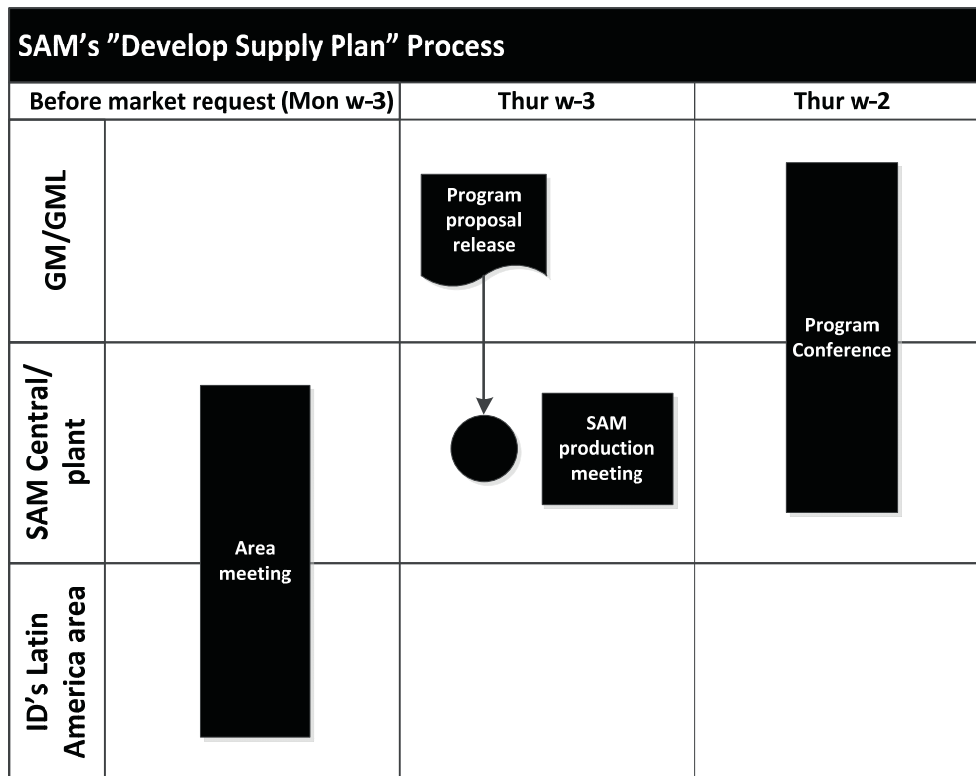 SAM's "Develop Supply Plan" Process
Before market request (Mon w-3)
Thur w-3
Thur w-2
GM/GML
Program
proposal
release
Program
Conference
SAM Central/
plant
SAM
production
meeting
Area
meeting
ID's Latin
America area